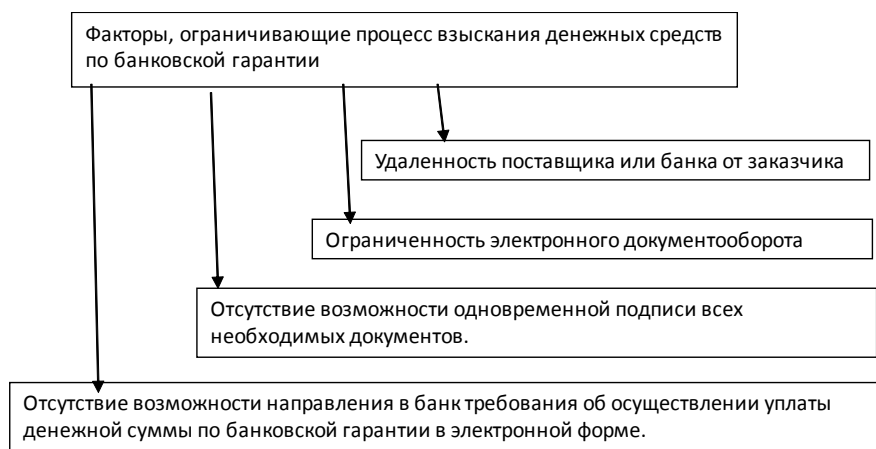 Факторы, ограничивающие процесс взыскания денежных средств
по банковской гарантии
Удаленность поставщика или банка от заказчика
Ограниченность электронного документооборота
Отсутствие возможности одновременной подписи всех
необходимых документов.
Отсутствие возможности направления в банк требования об осуществлении уплаты
денежной суммы по банковской гарантии в электронной форме.